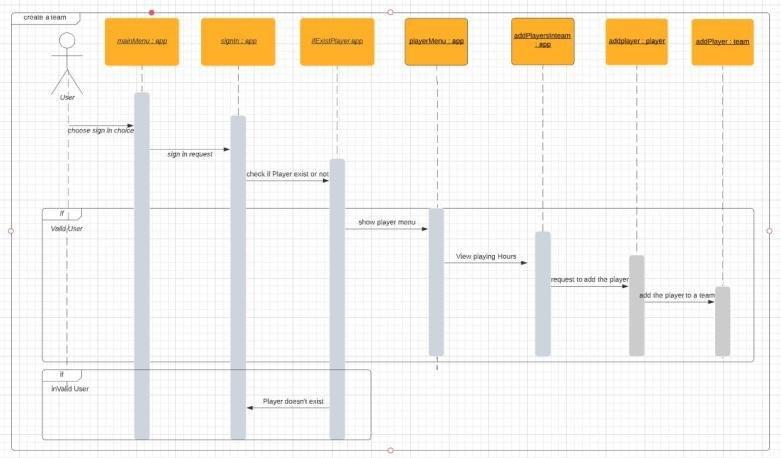 create a team
mainMenu : app
signIn : app
ifExistPlayer app
playerMenu : app
addPlayersInteam
: app
addplayer : player
addPlayer : team
User
choose sign in choice
sign in request
check if Player exist or not
if
Valid User
show player menu
View playing Hours
request to add the player
add the player to a team
if
inValid User
Player doesn't exist